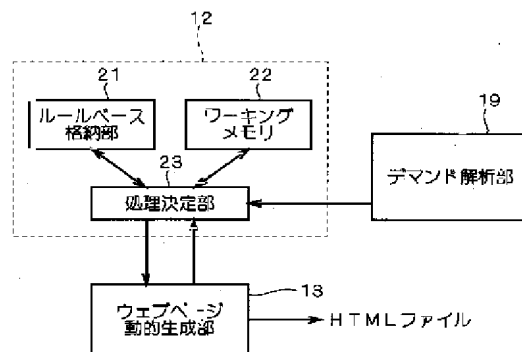 12
21
22
ルールベース
格納部
ワーキング
メモリ
19
デマンド解析部
23
処理決定部
13
ウェブページ
動的生成部
HTMLファイル